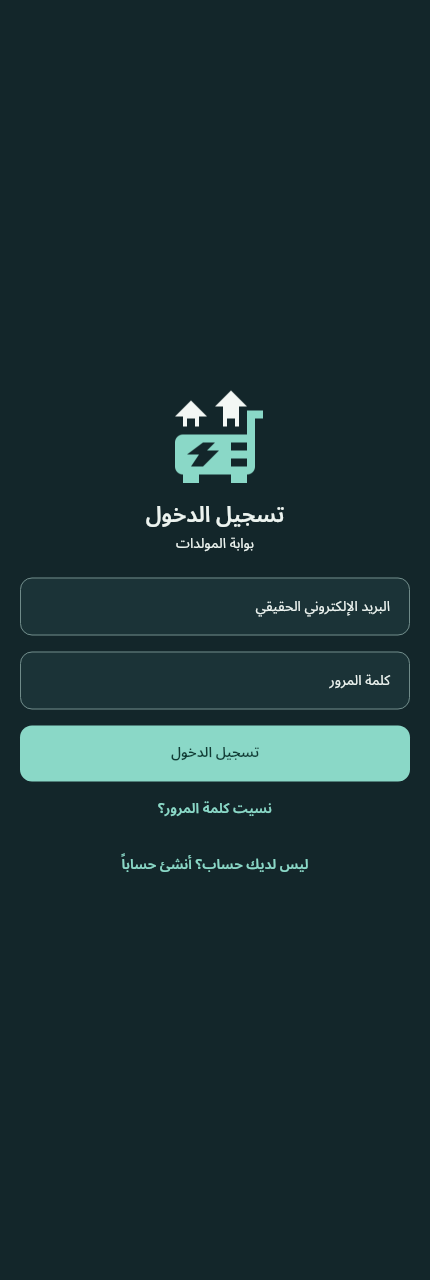 تسجيل الدخول
بوابة المولدات
البريد الإلكتروني الحقيقي
كلمة المرور
تسجيل الدخول
نسيت كلمة المرور؟
ليس لديك حساب؟ أنشئ حساباً